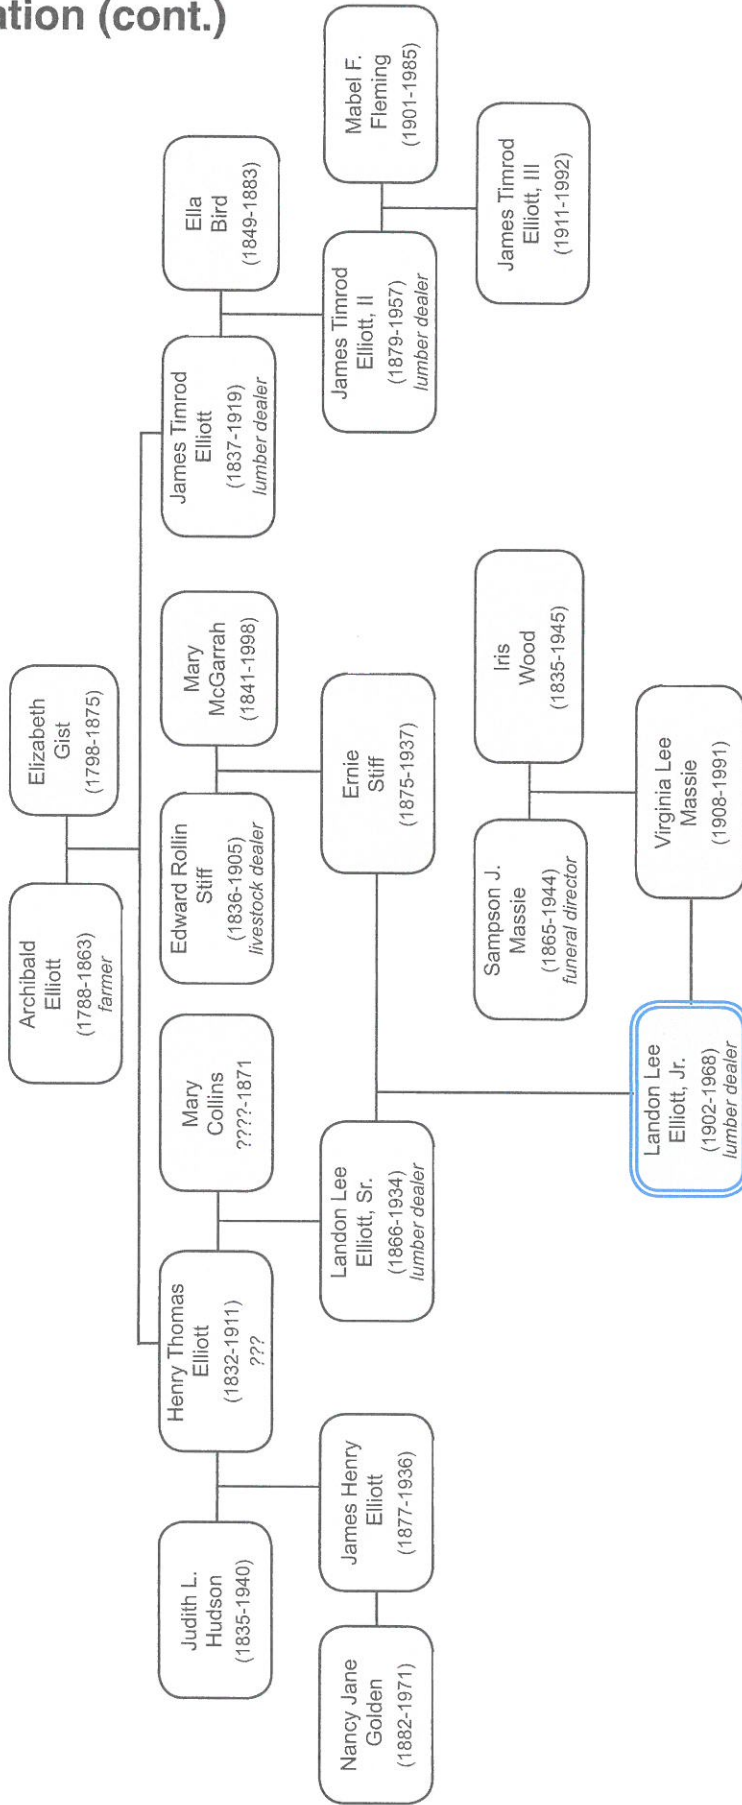 ation (cont.)
Archibald
Elliott
(1788-1863)
farmer
Elizabeth
Gist
(1798-1875)
Judith L.
Hudson
(1835-1940)
Henry Thomas
Elliott
(1832-1911)
???
Mary
Collins
????-1871
Edward Rollin
Stiff
(1836-1905)
livestock dealer
Mary
McGarrah
(1841-1998)
James Timrod
Elliott
(1837-1919)
lumber dealer
Ella
Bird
(1849-1883)
Nancy Jane
Golden
(1882-1971)
James Henry
Elliott
(1877-1936)
Landon Lee
Elliott, Sr.
(1866-1934)
lumber dealer
Ernie
Stiff
(1875-1937)
James Timrod
Elliott, II
(1879-1957)
lumber dealer
Mabel F.
Fleming
(1901-1985)
Sampson J.
Massie
(1865-1944)
funeral director
Iris
Wood
(1835-1945)
James Timrod
Elliott, III
(1911-1992)
Landon Lee
Elliott, Jr.
(1902-1968)
lumber dealer
Virginia Lee
Massie
(1908-1991)